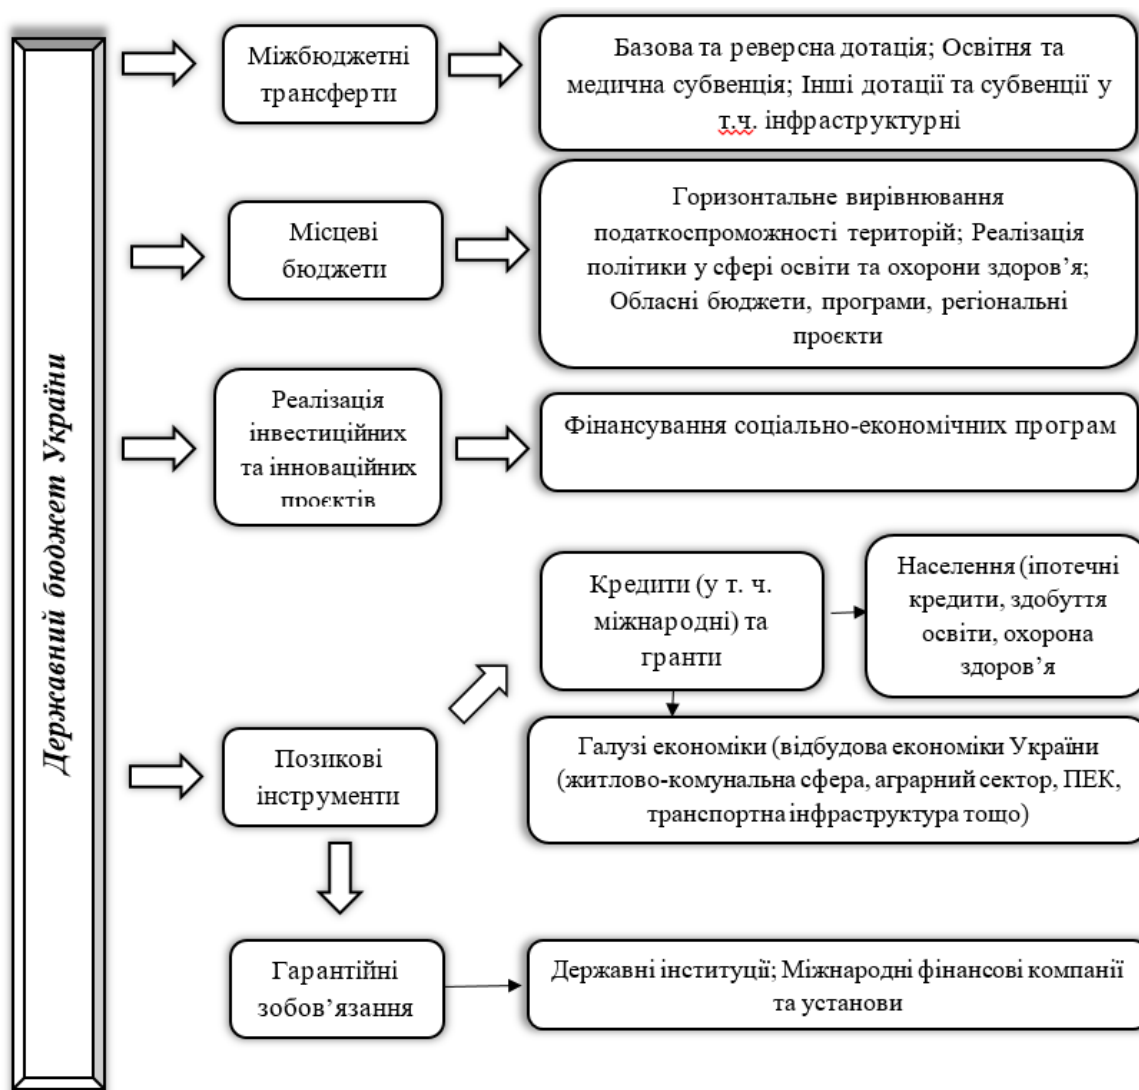 Державний бюджет України
Міжбюджетні
трансферти
Базова та реверсна дотація; Освітня та
медична субвенція; Інші дотації та субвенції у
т.ч. інфраструктурні
Місцеві
бюджети
Горизонтальне вирівнювання
податкоспроможності територій; Реалізація
політики у сфері освіти та охорони здоров’я;
Обласні бюджети, програми, регіональні
проєкти
Реалізація
інвестиційних
та інноваційних
проєктів
Фінансування соціально-економічних програм
Позикові
інструменти
Кредити (у т. ч.
міжнародні) та
гранти
Населення (іпотечні
кредити, здобуття
освіти, охорона
здоров’я
Галузі економіки (відбудова економіки України
(житлово-комунальна сфера, аграрний сектор, ПЕК,
транспортна інфраструктура тощо)
Гарантійні
зобов’язання
Державні інституції; Міжнародні фінансові компанії
та установи